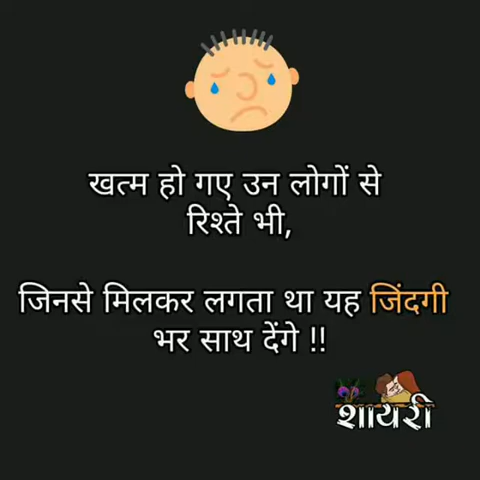 खत्म हो गए उन लोगों से
रिश्ते भी,
जिनसे मिलकर लगता था यह जिंदगी
भर साथ देंगे !!
शायरी